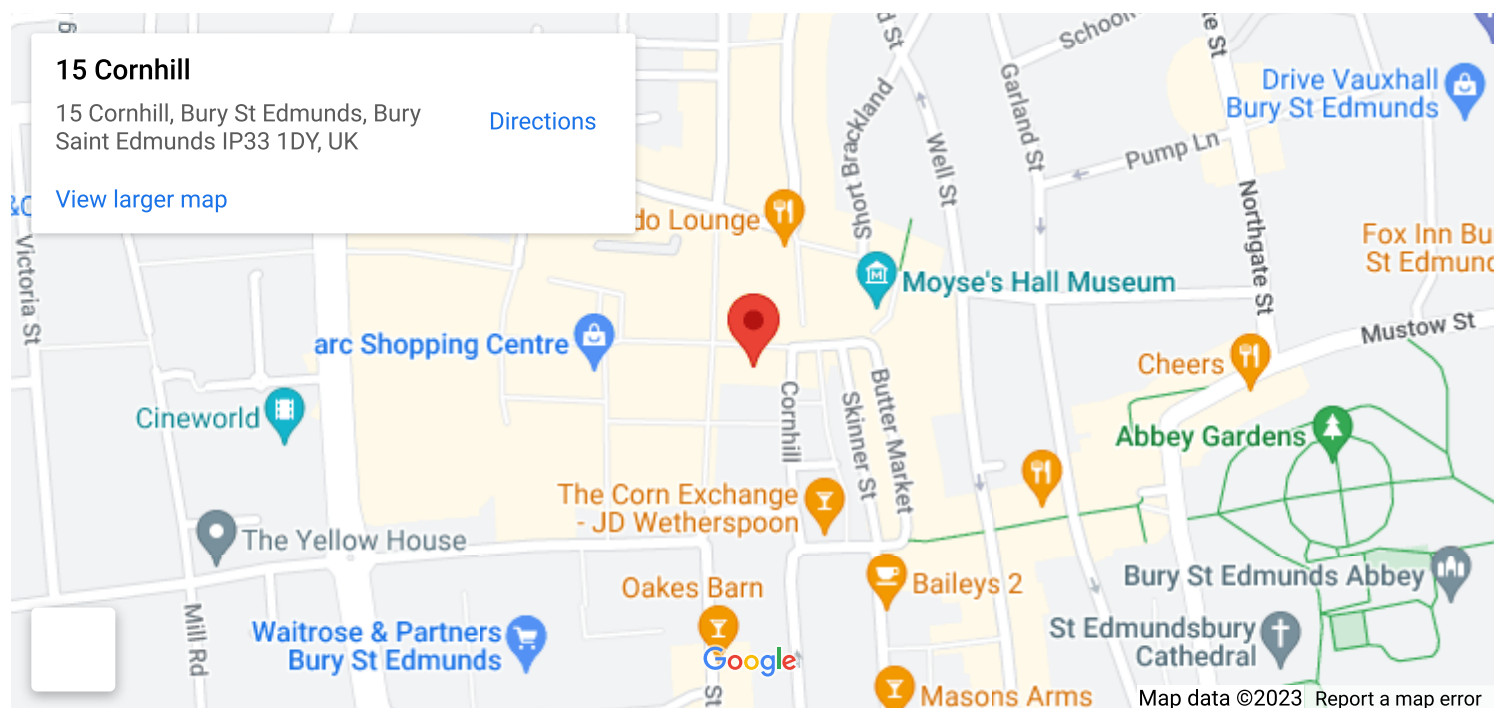 15 Cornhill
15 Cornhill, Bury St Edmunds, Bury
Saint Edmunds IP33 1DY, UK
Directions
View larger map
School
Garland St
Drive Vauxhall
Bury St Edmunds
Short Brackland
Well St
Pump Ln
Northgate St
Victoria St
do Lounge
Fox Inn Bu
St Edmund
Moyse's Hall Museum
Mustow St
arc Shopping Centre
Cheers
Cornhill
Skinner St
Butter Market
Cineworld
Abbey Gardens
The Corn Exchange
- JD Wetherspoon
The Yellow House
Oakes Barn
Baileys 2
Bury St Edmunds Abbey
Mill Rd
Waitrose & Partners
Bury St Edmunds
St Edmundsbury
Cathedral
Google
St
Masons Arms
Map data ©2023
Report a map error